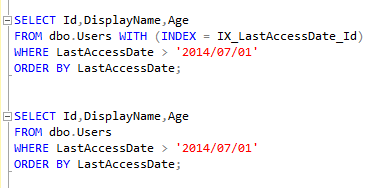 SELECT Id,DisplayName,Age
FROM dbo.Users WITH (INDEX = IX_LastAccessDate_Id)
WHERE LastAccessDate > '2014/07/01'
ORDER BY LastAccessDate;
SELECT Id,DisplayName,Age
FROM dbo.Users
WHERE LastAccessDate > '2014/07/01'
ORDER BY LastAccessDate;